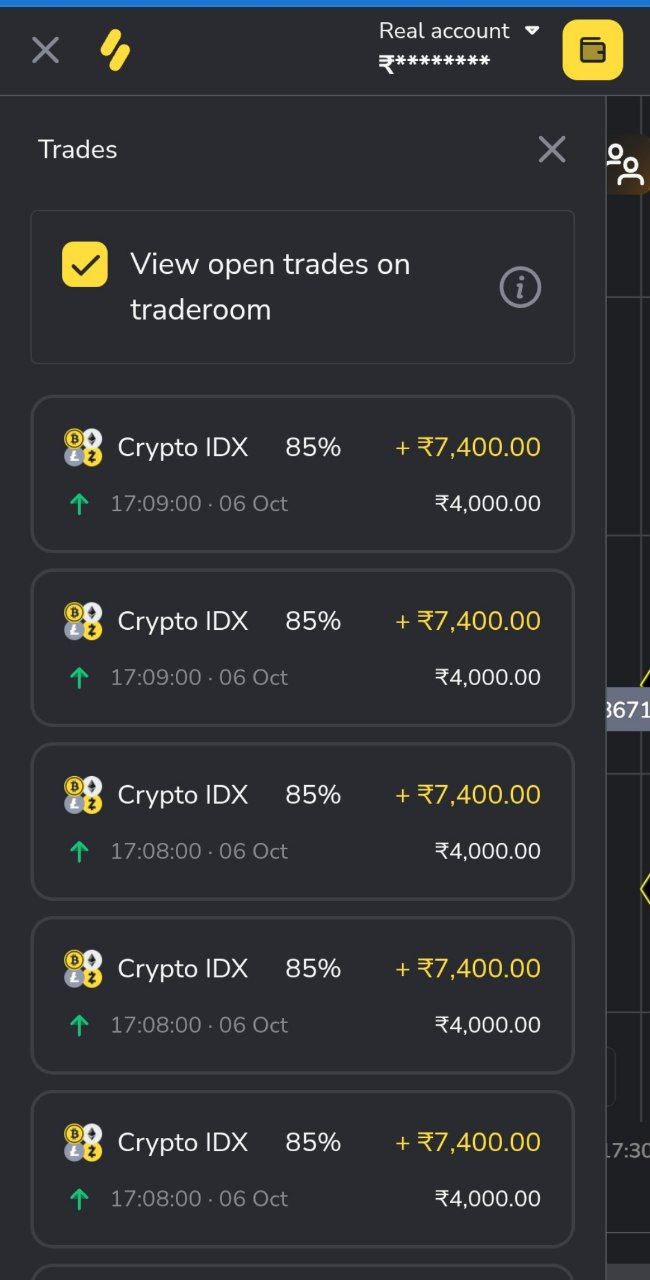 Real account
₹********
Trades
View open trades on
traderoom
Crypto IDX 85% + ₹7,400.00
17:09:00 · 06 Oct ₹4,000.00
Crypto IDX 85% + ₹7,400.00
17:09:00 · 06 Oct ₹4,000.00
3671
Crypto IDX 85% + ₹7,400.00
17:08:00 · 06 Oct ₹4,000.00
Crypto IDX 85% + ₹7,400.00
17:08:00 · 06 Oct ₹4,000.00
Crypto IDX 85% + ₹7,400.00
17:30
17:08:00 · 06 Oct ₹4,000.00